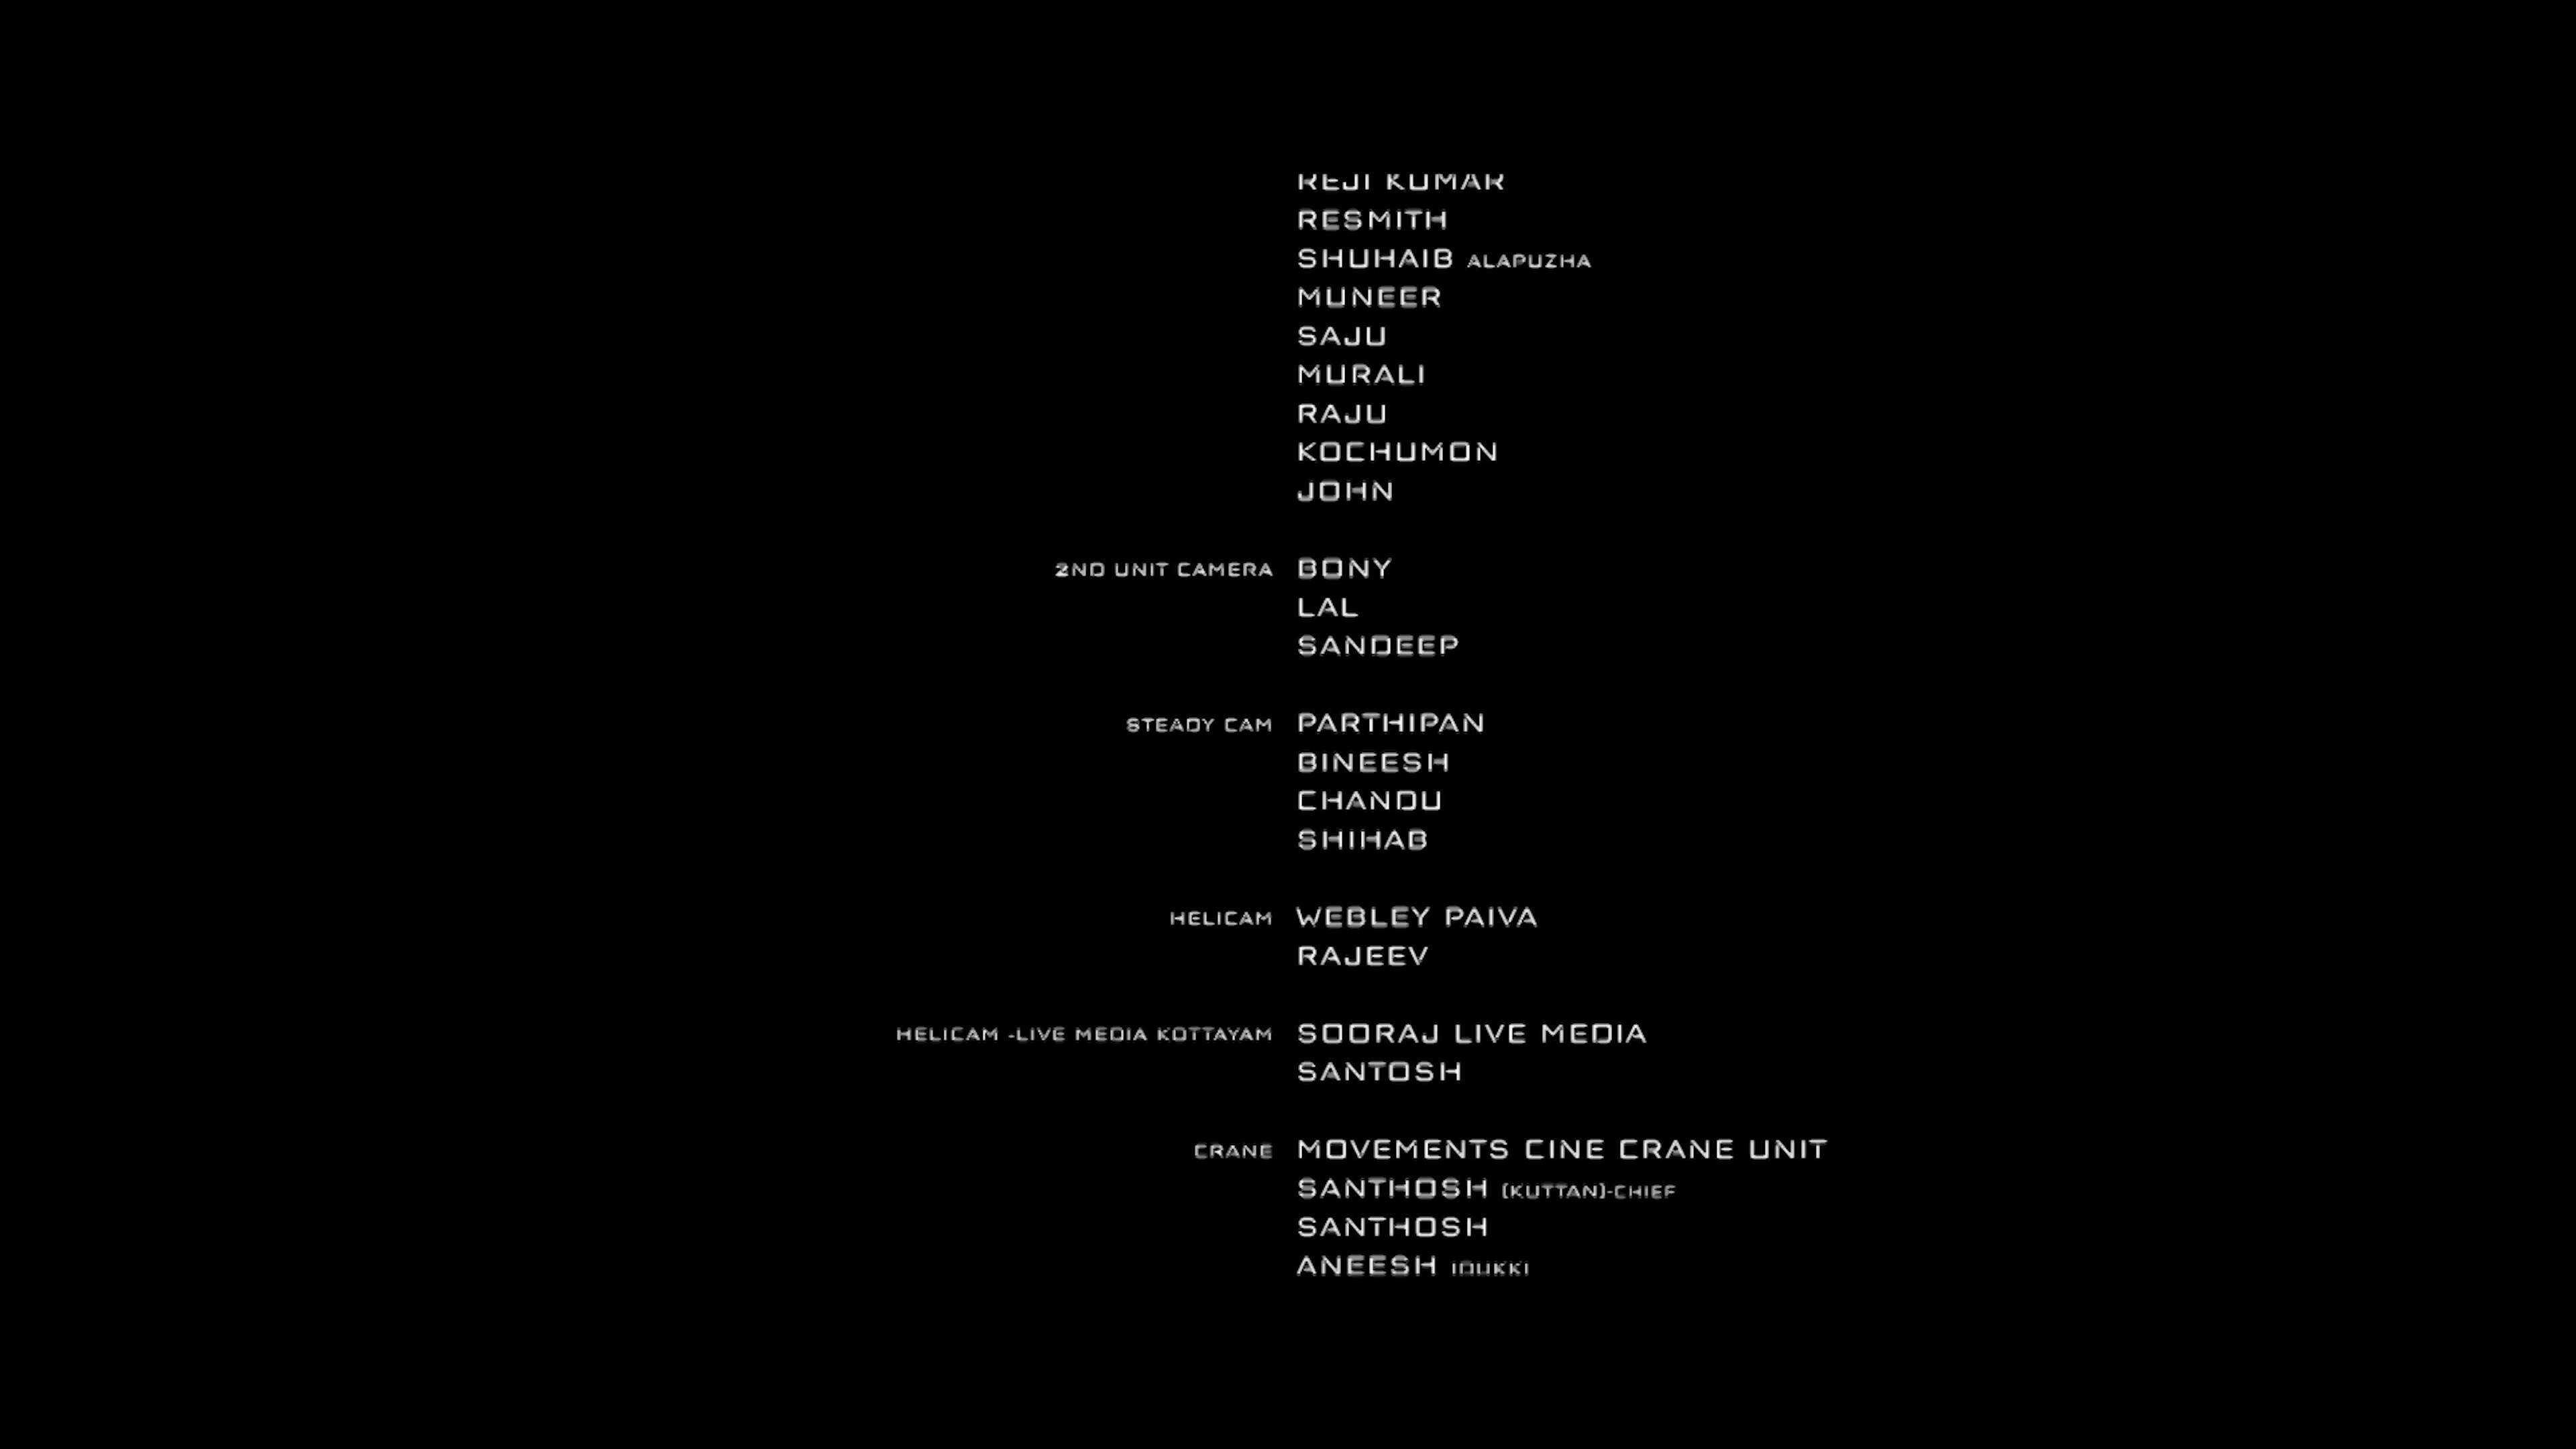 REJI KUMAR
RESMITH
SHUHAIB ALAPUZHA
MUNEER
SAJU
MURALI
RAJU
KOCHUMON
JOHN
2ND UNIT CAMERA BONY
LAL
SANDEEP
STEADY CAM PARTHIPAN
BINEESH
CHANDU
SHIHAB
HELICAM WEBLEY PAIVA
RAJEEV
HELICAM -LIVE MEDIA KOTTAYAM SOORAJ LIVE MEDIA
SANTOSH
CRANE MOVEMENTS CINE CRANE UNIT
SANTHOSH (KUTTAN)-CHIEF
SANTHOSH
ANEESH IDUKKI